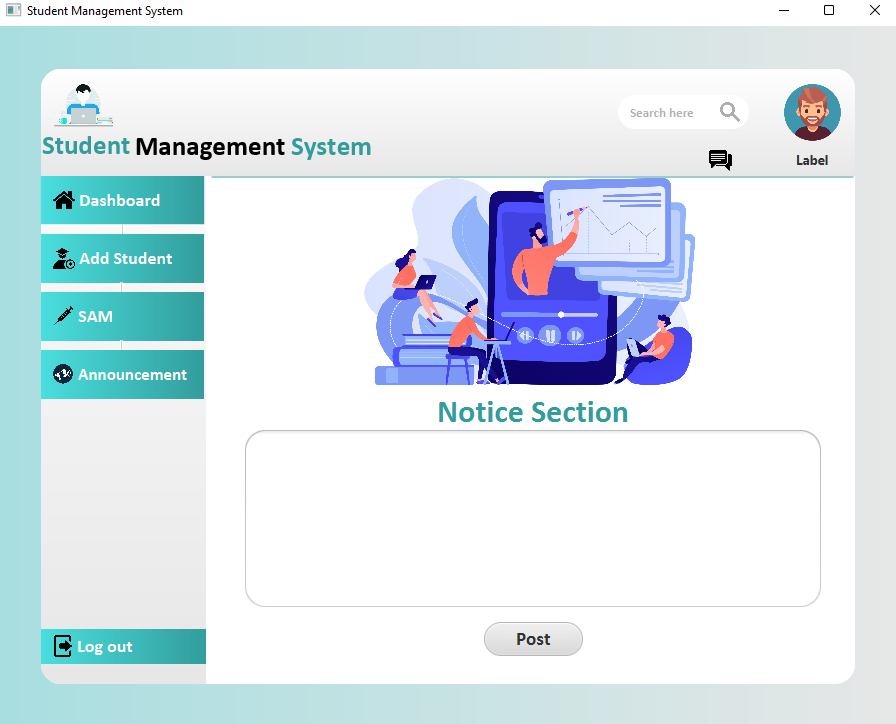 Student Management System
Search here
Student Management System
Label
Dashboard
Add Student
SAM
Announcement
Notice Section
Post
Log out